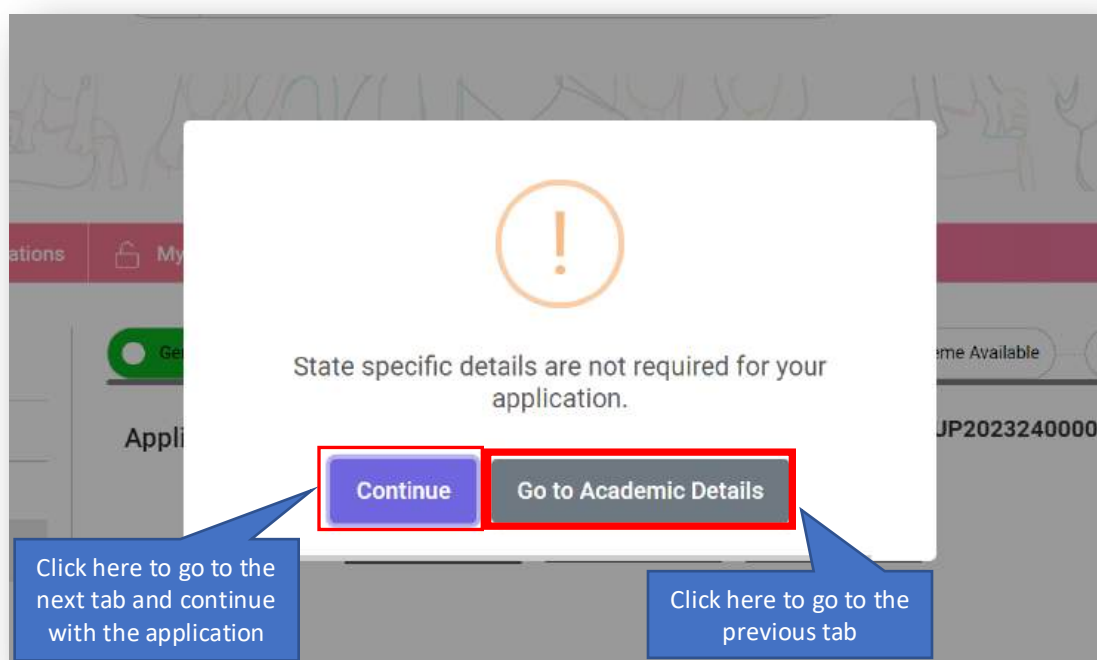 ations
My
Ge
eme Available
Appli
JP2023240000
State specific details are not required for your
application.
Continue
Go to Academic Details
Click here to go to the
next tab and continue
with the application
Click here to go to the
previous tab